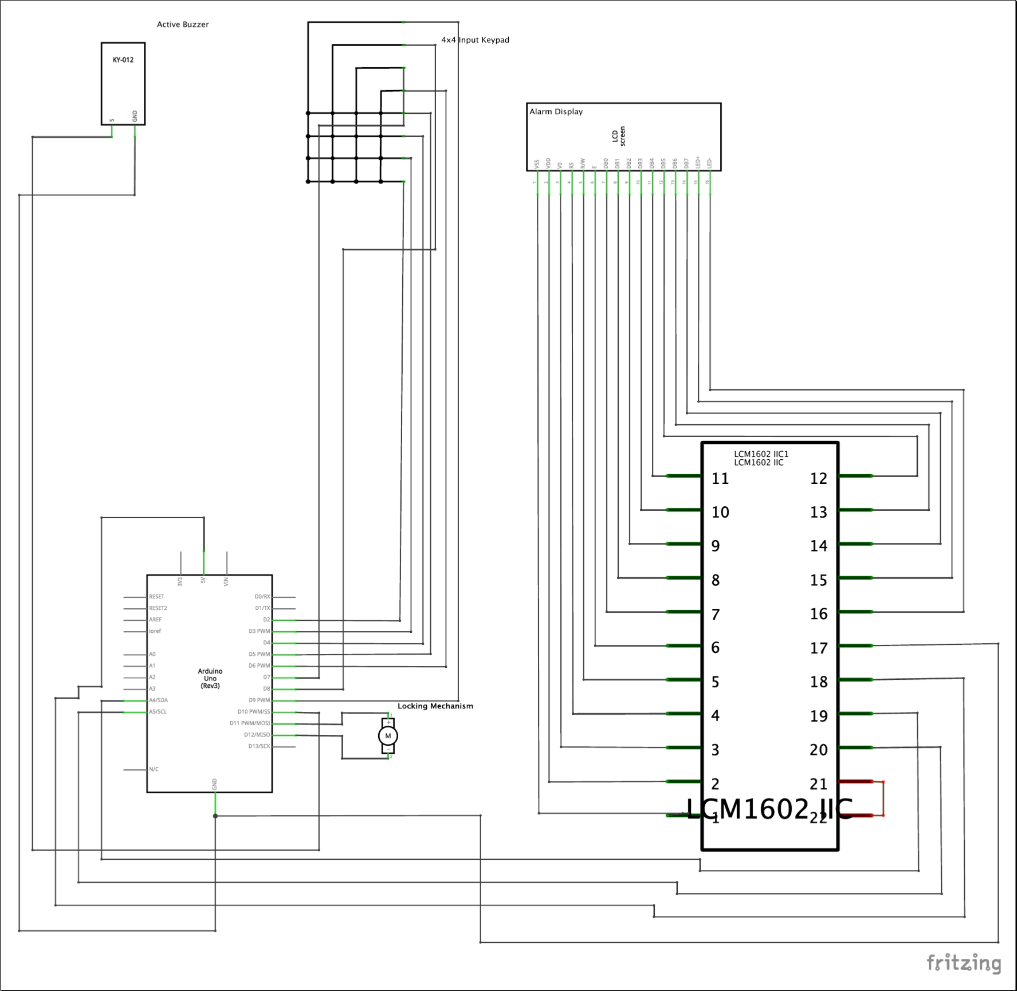 Active Buzzer
KY-012
S
GND
4x4 Input Keypad
Alarm Display
LCD
screen
VSS
VDD
V0
RS
R/W
E
DB0
DB1
DB2
DB3
DB4
DB5
DB6
DB7
LED+
LED-
1
2
3
4
5
6
7
8
9
10
11
12
13
14
15
16
LCM1602 IIC1
LCM1602 IIC
11
12
10
13
9
14
8
15
7
16
6
17
5
18
4
19
3
20
2
21
LCM1602 IIC
1
22
3V3
5V
VIN
RESET
D0/RX
RESET2
D1/TX
AREF
D2
ioref
D3 PWM
D4
A0
D5 PWM
A1
D6 PWM
A2
D7
A3
D8
A4/SDA
D9 PWM
A5/SCL
D10 PWM/SS
D11 PWM/MOSI
D12/MISO
D13/SCK
N/C
GND
Arduino
Uno
(Rev3)
Locking Mechanism
M
fritzing